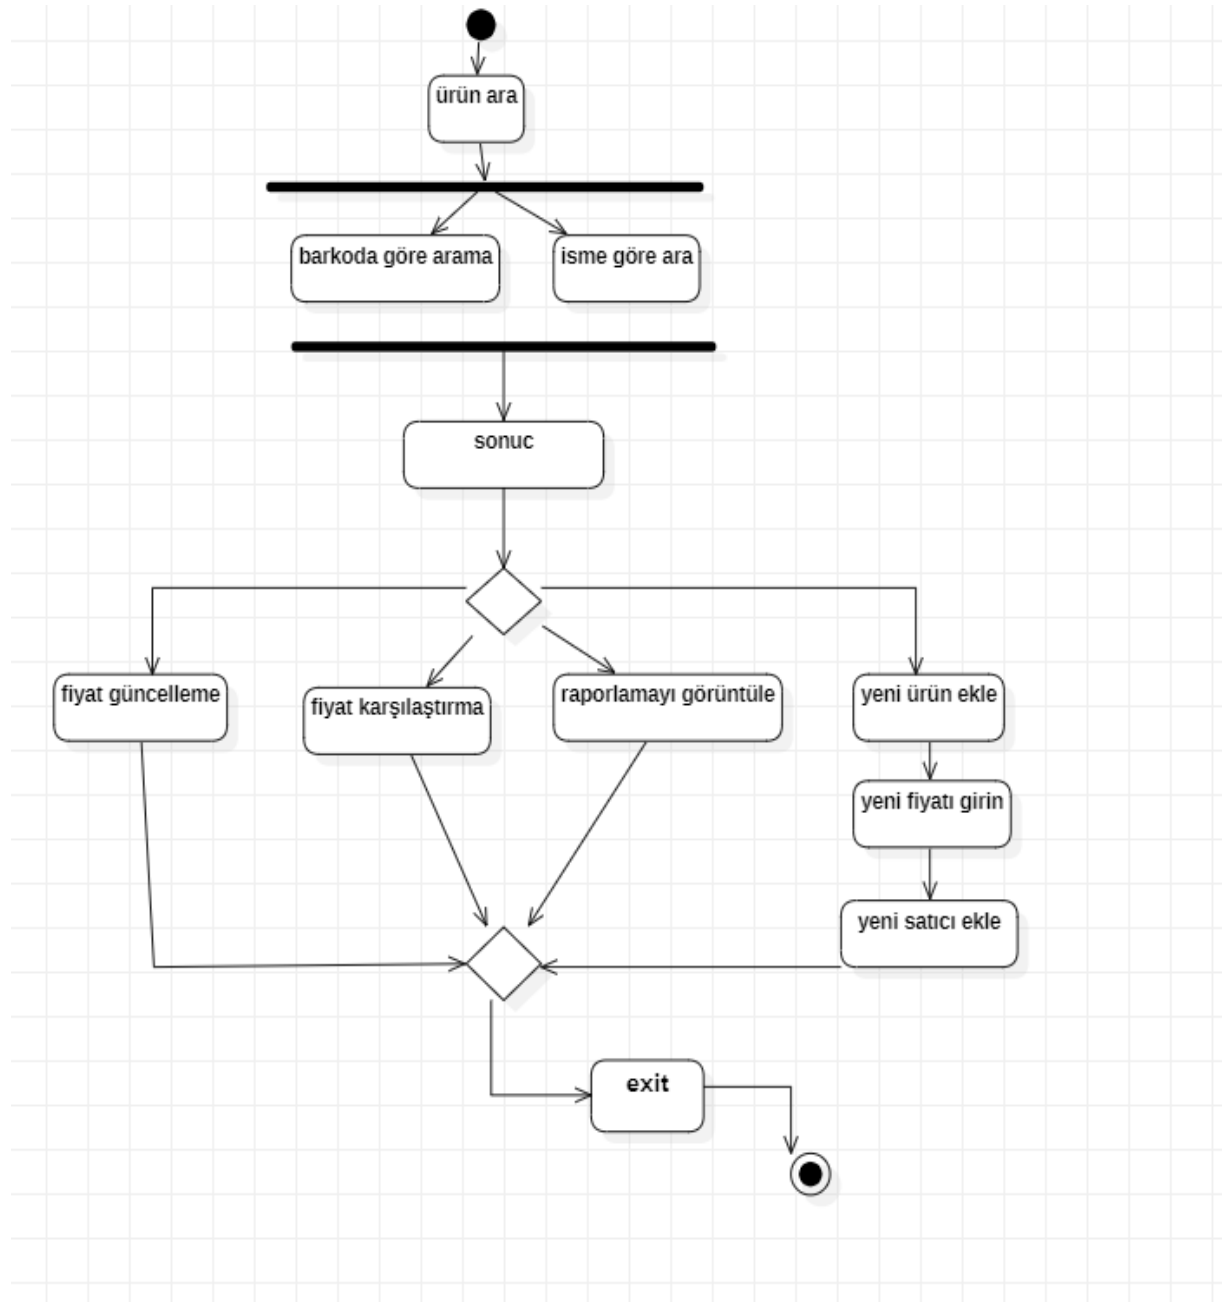 ürün ara
barkoda göre arama
isme göre ara
sonuc
fiyat güncelleme
fiyat karşılaştırma
raporlamayı görüntüle
yeni ürün ekle
yeni fiyatı girin
yeni satıcı ekle
exit